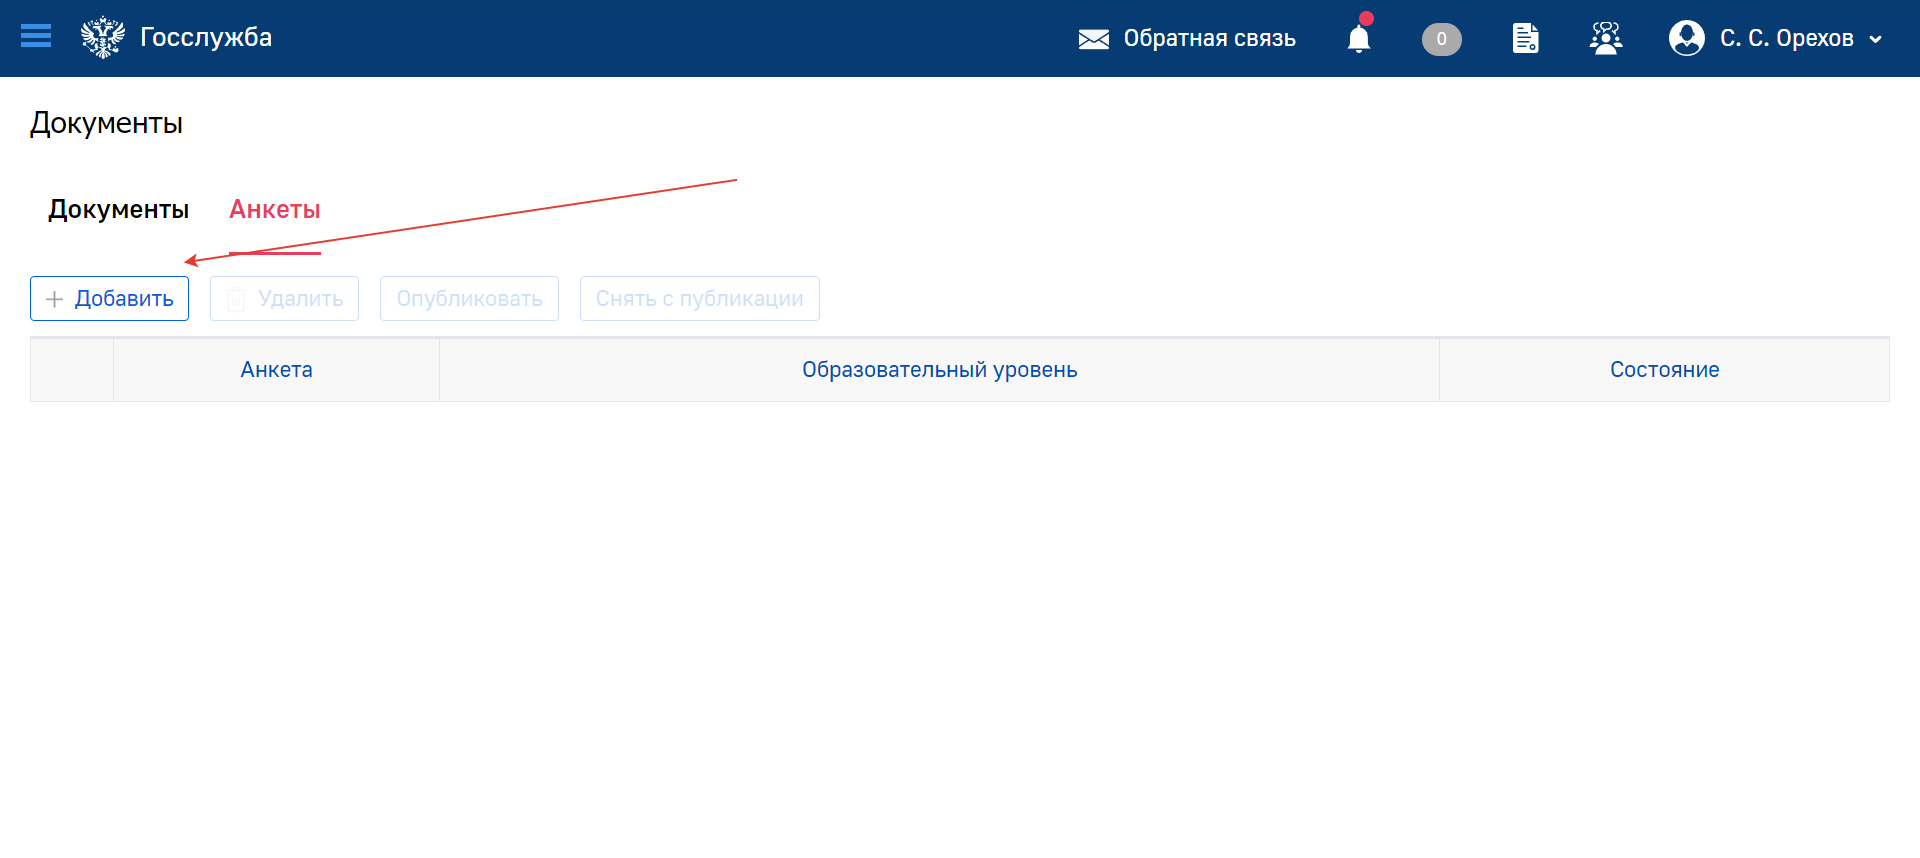 Госслужба
Обратная связь
0
С. С. Орехов
Документы
Документы
Анкеты
Добавить
Удалить
Опубликовать
Снять с публикации
Анкета
Образовательный уровень
Состояние